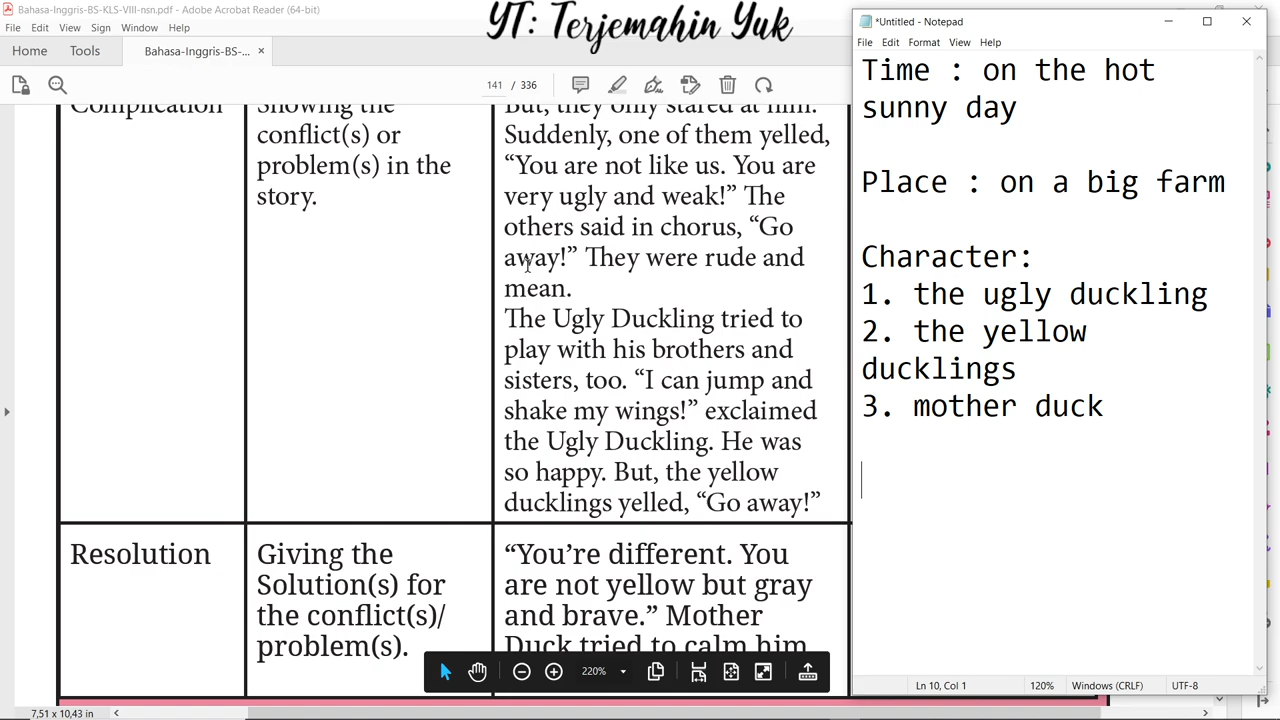 Bahasa-Inggris-BS-KLS-VIII-nsn.pdf - Adobe Acrobat Reader (64-bit)
File Edit View Sign Window Help
Home Tools Bahasa-Inggris-BS-... ×
YT: Terjemahin Yuk
141 / 336
Complication
Showing the
conflict(s) or
problem(s) in the
story.
But, they only stared at him.
Suddenly, one of them yelled,
“You are not like us. You are
very ugly and weak!” The
others said in chorus, “Go
away!” They were rude and
mean.
The Ugly Duckling tried to
play with his brothers and
sisters, too. “I can jump and
shake my wings!” exclaimed
the Ugly Duckling. He was
so happy. But, the yellow
ducklings yelled, “Go away!”
Resolution
Giving the
Solution(s) for
the conflict(s)/
problem(s).
“You’re different. You
are not yellow but gray
and brave.” Mother
Duck tried to calm him
220%
7,51 x 10,43 in
*Untitled - Notepad
File Edit Format View Help
Time : on the hot
sunny day
Place : on a big farm
Character:
1. the ugly duckling
2. the yellow
ducklings
3. mother duck
Ln 10, Col 1 120% Windows (CRLF) UTF-8